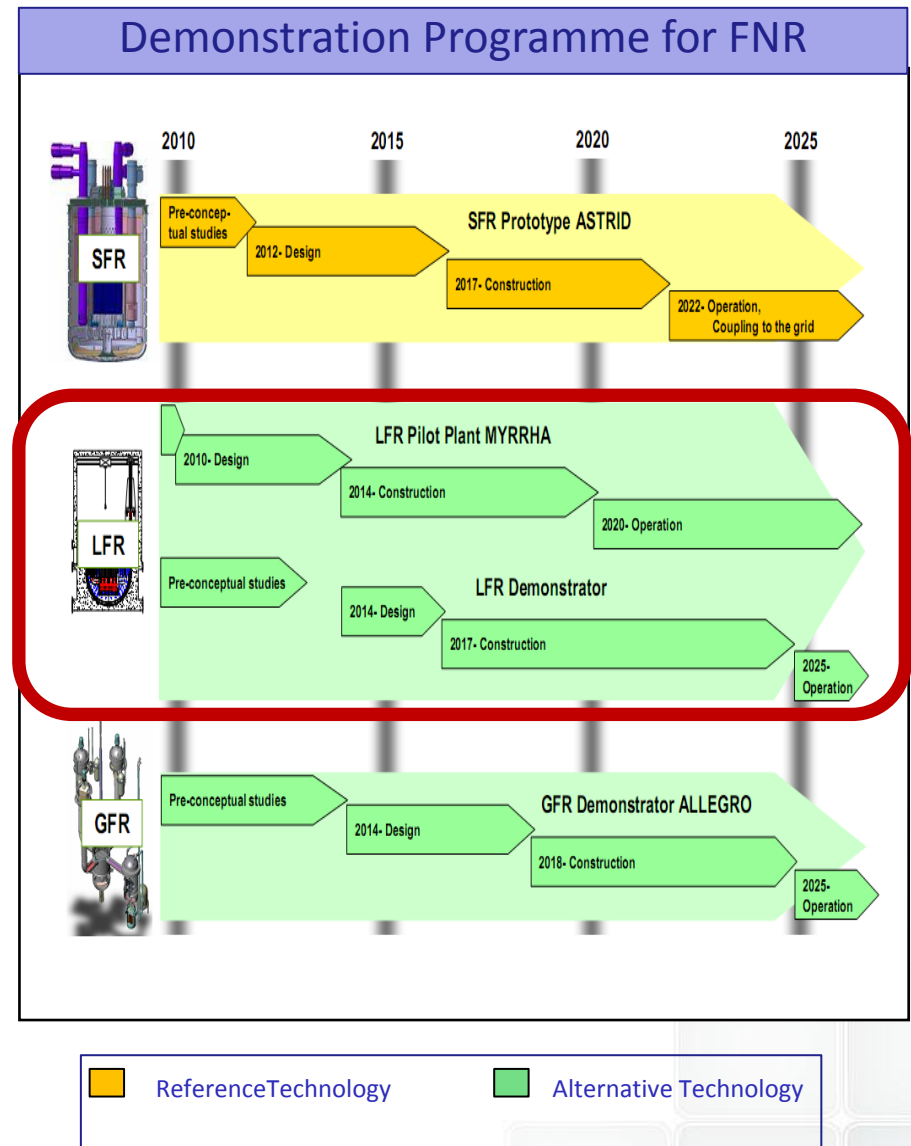 Demonstration Programme for FNR
2010 2015 2020 2025
SFR
Pre-concep-
tual studies
SFR Prototype ASTRID
2012- Design
2017- Construction
2022- Operation,
Coupling to the grid
LFR
LFR Pilot Plant MYRRHA
2010- Design
2014- Construction
2020- Operation
Pre-conceptual studies
LFR Demonstrator
2014- Design
2017- Construction
2025-
Operation
GFR
Pre-conceptual studies
GFR Demonstrator ALLEGRO
2014- Design
2018- Construction
2025-
Operation
ReferenceTechnology
Alternative Technology